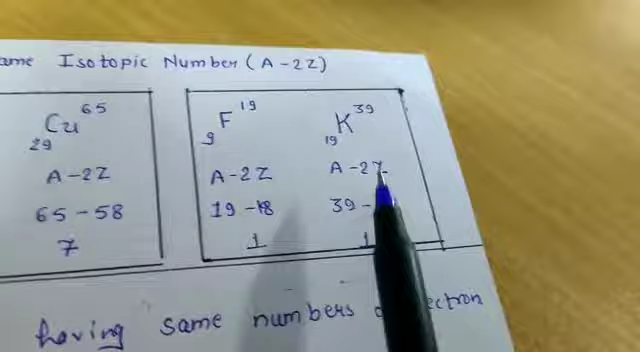 ame Isotopic Number (A-2Z)
65
Cu
29
A-2Z
65-58
7
19
F
9
A-2Z
19-18
1
39
K
19
A-2Z
39-
1
having same numbers
ectron